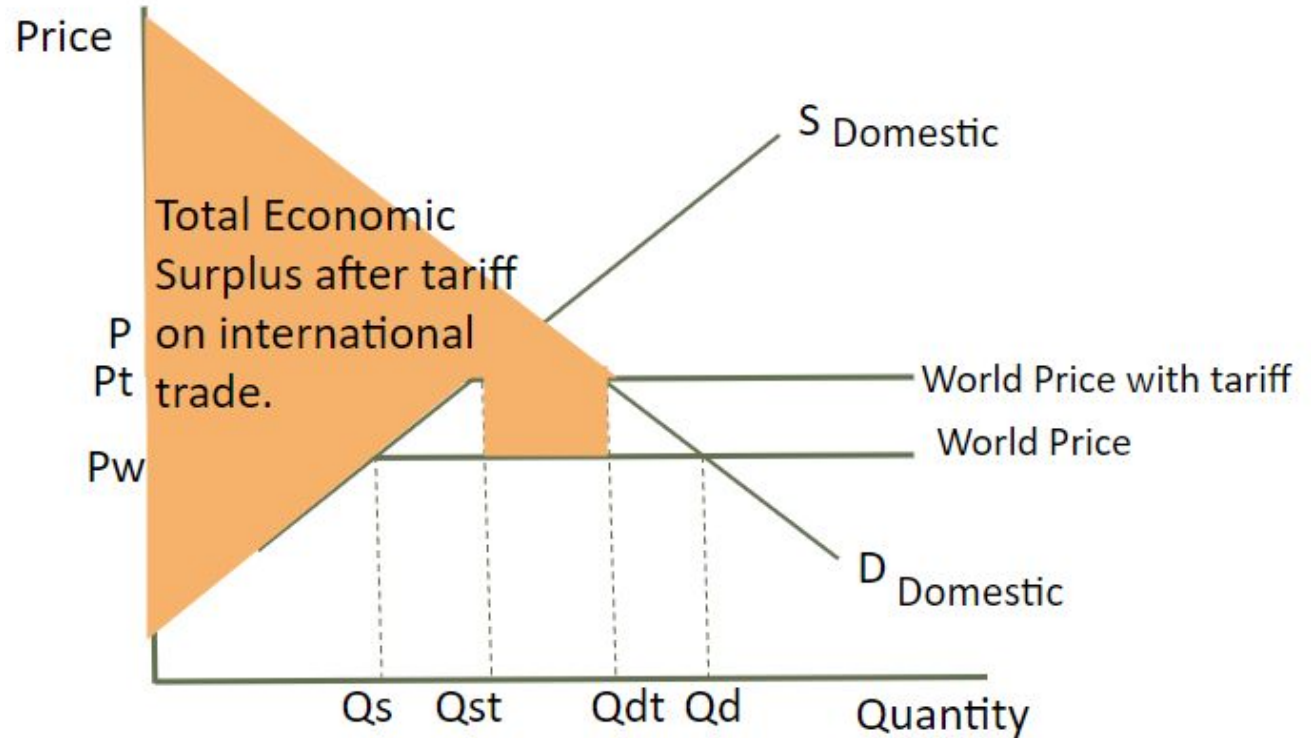 Price
S Domestic
Total Economic
Surplus after tariff
on international
trade.
P
Pt
World Price with tariff
Pw
World Price
D Domestic
Qs
Qst
Qdt
Qd
Quantity